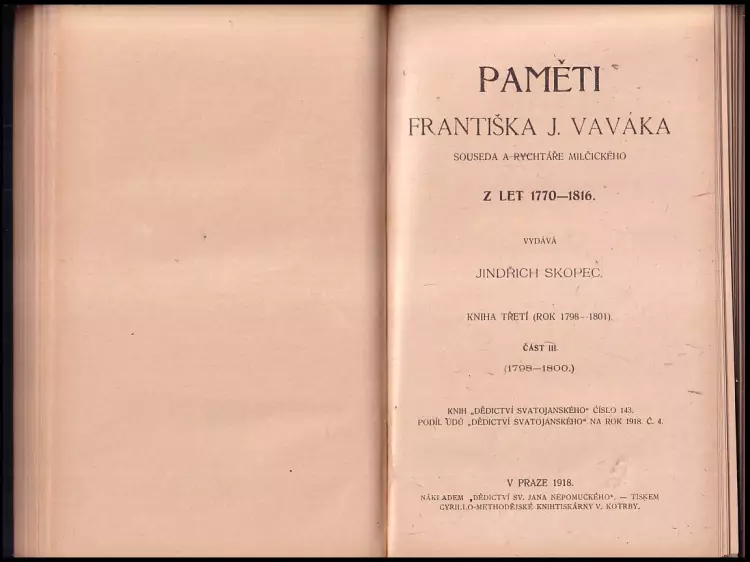 PAMĚTI
FRANTIŠKA J. VAVÁKA
SOUSEDA A RYCHTÁŘE MILČICKÉHO
Z LET 1770—1816.
VYDÁVÁ
JINDŘICH SKOPEC.
KNIHA TŘETÍ (ROK 1798—1801).
ČÁST III.
(1798—1800.)
KNIH „DĚDICTVÍ SVATOJANSKÉHO“ ČÍSLO 143.
PODÍL ÚDŮ „DĚDICTVÍ SVATOJANSKÉHO“ NA ROK 1918. Č. 4.
V PRAZE 1918.
NÁKLADEM „DĚDICTVÍ SV. JANA NEPOMUCKÉHO“. — TISKEM
CYRILLO-METHODĚJSKÉ KNIHTISKÁRNY V. KOTRBY.